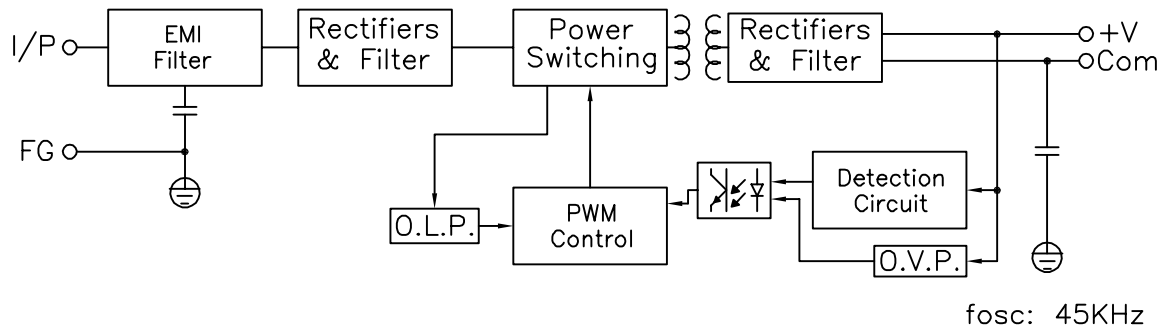 I/P
EMI
Filter
Rectifiers
& Filter
Power
Switching
Rectifiers
& Filter
+V
Com
FG
O.L.P.
PWM
Control
Detection
Circuit
O.V.P.
fosc: 45KHz